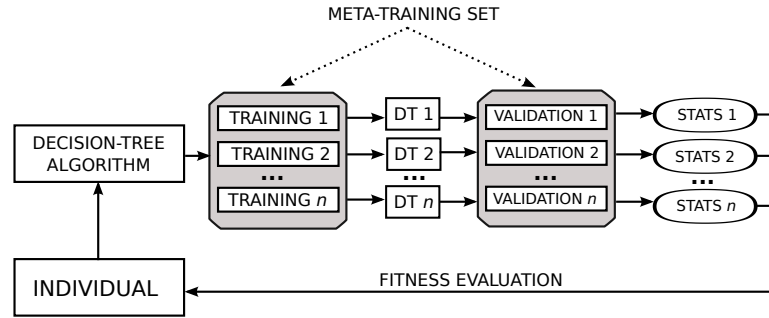 META-TRAINING SET
DECISION-TREE
ALGORITHM
TRAINING 1
TRAINING 2
...
TRAINING n
DT 1
DT 2
...
DT n
VALIDATION 1
VALIDATION 2
...
VALIDATION n
STATS 1
STATS 2
...
STATS n
INDIVIDUAL
FITNESS EVALUATION